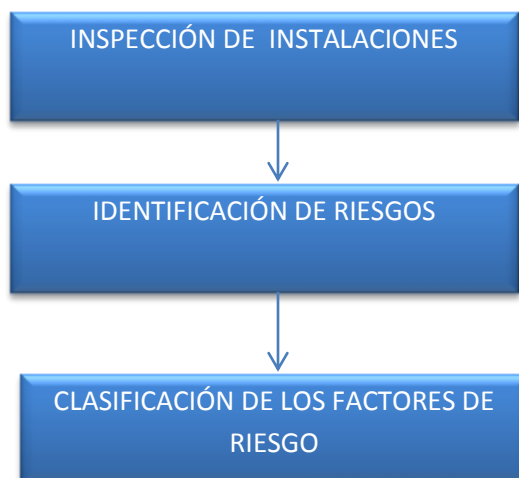 INSPECCIÓN DE INSTALACIONES
IDENTIFICACIÓN DE RIESGOS
CLASIFICACIÓN DE LOS FACTORES DE
RIESGO